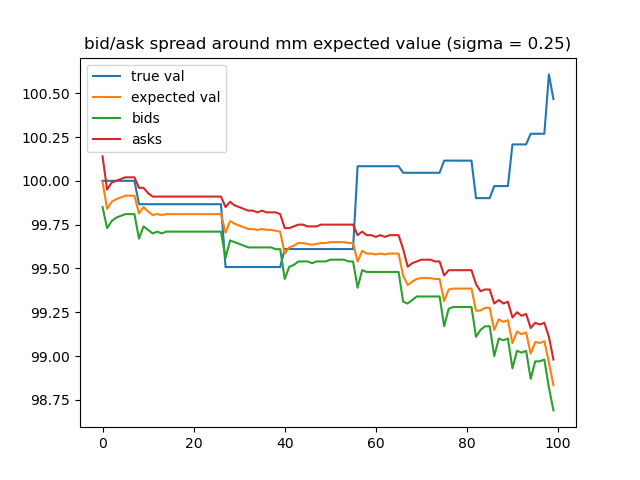 bid/ask spread around mm expected value (sigma = 0.25)
true val
expected val
bids
asks
100.50
100.25
100.00
99.75
99.50
99.25
99.00
98.75
0 20 40 60 80 100